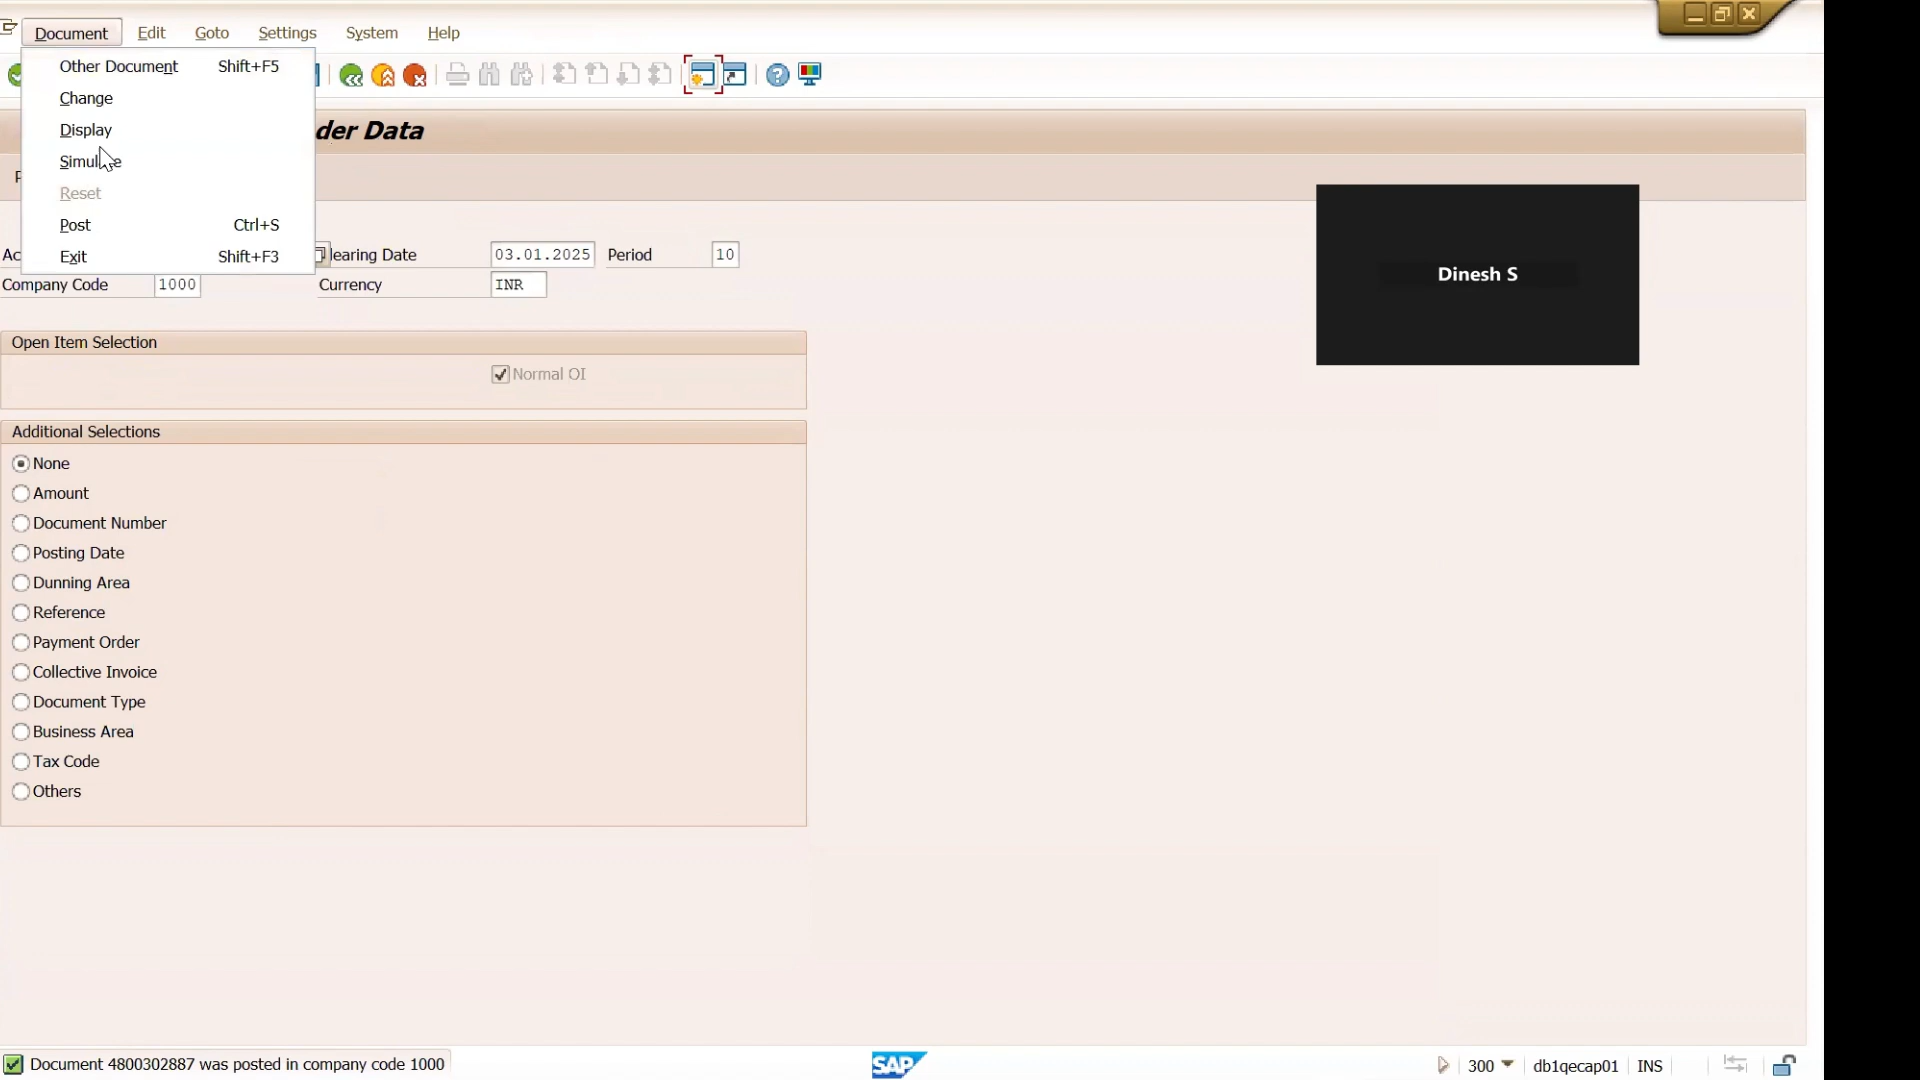 Document Edit Goto Settings System Help
Other Document Shift+F5
Change
Display
Simulate
Reset
Post Ctrl+S
Exit Shift+F3
der Data
P
Ac
learing Date 03.01.2025 Period 10
Company Code 1000 Currency INR
Dinesh S
Open Item Selection
Normal OI
Additional Selections
None
Amount
Document Number
Posting Date
Dunning Area
Reference
Payment Order
Collective Invoice
Document Type
Business Area
Tax Code
Others
Document 4800302887 was posted in company code 1000
SAP
300 db1qecap01 INS